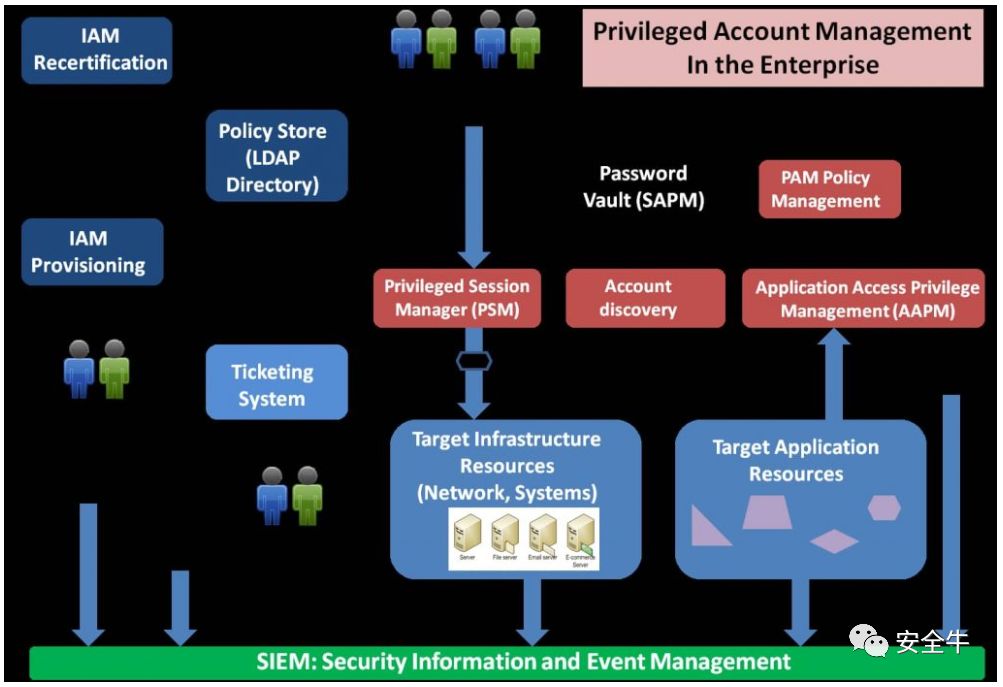 IAM
Recertification
Privileged Account Management
In the Enterprise
Policy Store
(LDAP
Directory)
Password
Vault (SAPM)
PAM Policy
Management
IAM
Provisioning
Privileged Session
Manager (PSM)
Account
discovery
Application Access Privilege
Management (AAPM)
Ticketing
System
Target Infrastructure
Resources
(Network, Systems)
Server
File server
Email server
E-commerce
Server
Target Application
Resources
安全牛
SIEM: Security Information and Event Management